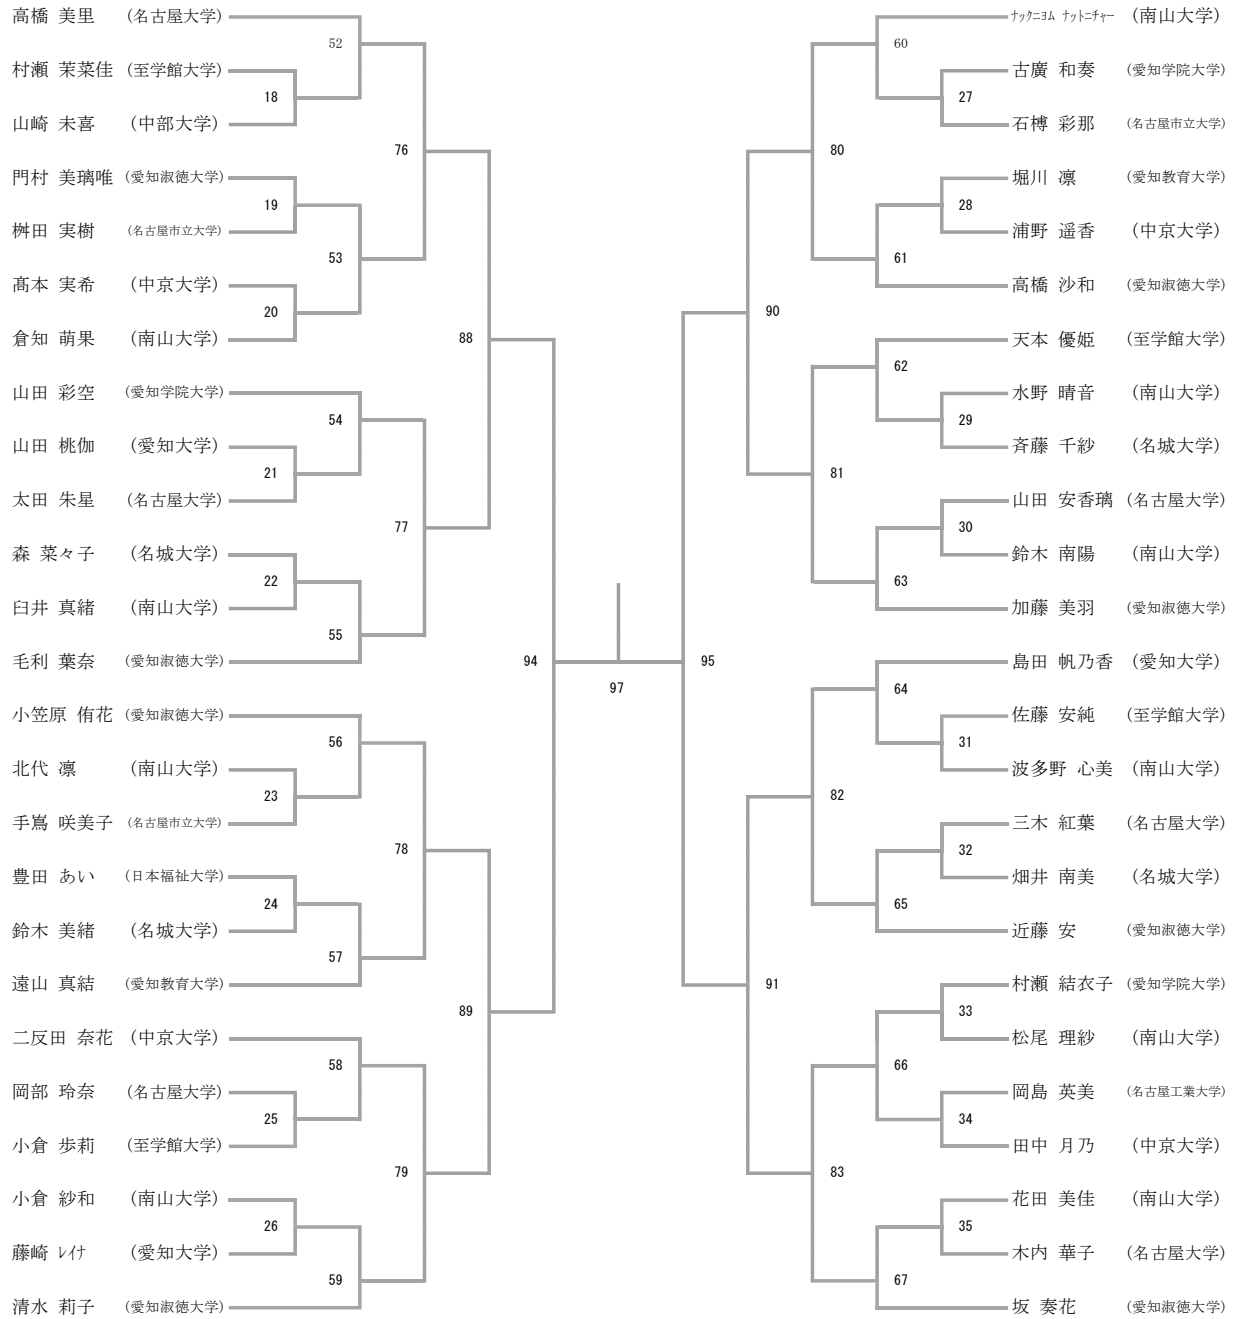 高橋 美里 (名古屋大学)
52
村瀬 茉菜佳 (至学館大学)
18
山崎 未喜 (中部大学)
76
門村 美璃唯 (愛知淑徳大学)
19
桝田 実樹 (名古屋市立大学)
53
髙本 実希 (中京大学)
20
倉知 萌果 (南山大学)
88
山田 彩空 (愛知学院大学)
54
山田 桃伽 (愛知大学)
21
太田 朱星 (名古屋大学)
77
森 菜々子 (名城大学)
22
臼井 真緒 (南山大学)
55
毛利 葉奈 (愛知淑徳大学)
94
小笠原 侑花 (愛知淑徳大学)
56
北代 凛 (南山大学)
23
手嶌 咲美子 (名古屋市立大学)
78
豊田 あい (日本福祉大学)
24
鈴木 美緒 (名城大学)
57
遠山 真結 (愛知教育大学)
89
二反田 奈花 (中京大学)
58
岡部 玲奈 (名古屋大学)
25
小倉 歩莉 (至学館大学)
79
小倉 紗和 (南山大学)
26
藤崎 ﾚｲﾅ (愛知大学)
59
清水 莉子 (愛知淑徳大学)
97
ﾅｯｸﾆﾖﾑ ﾅｯﾄﾆﾁｬｰ (南山大学)
60
古廣 和奏 (愛知学院大学)
27
石榑 彩那 (名古屋市立大学)
80
堀川 凛 (愛知教育大学)
28
浦野 遥香 (中京大学)
61
高橋 沙和 (愛知淑徳大学)
90
天本 優姫 (至学館大学)
62
水野 晴音 (南山大学)
29
斉藤 千紗 (名城大学)
81
山田 安香璃 (名古屋大学)
30
鈴木 南陽 (南山大学)
63
加藤 美羽 (愛知淑徳大学)
95
島田 帆乃香 (愛知大学)
64
佐藤 安純 (至学館大学)
31
波多野 心美 (南山大学)
82
三木 紅葉 (名古屋大学)
32
畑井 南美 (名城大学)
65
近藤 安 (愛知淑徳大学)
91
村瀬 結衣子 (愛知学院大学)
33
松尾 理紗 (南山大学)
66
岡島 英美 (名古屋工業大学)
34
田中 月乃 (中京大学)
83
花田 美佳 (南山大学)
35
木内 華子 (名古屋大学)
67
坂 奏花 (愛知淑徳大学)